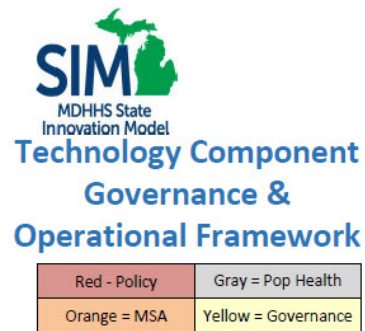 SIM
MDHHS State
Innovation Model
Technology Component
Governance &
Operational Framework
Red - Policy Gray = Pop Health
Orange = MSA Yellow = Governance